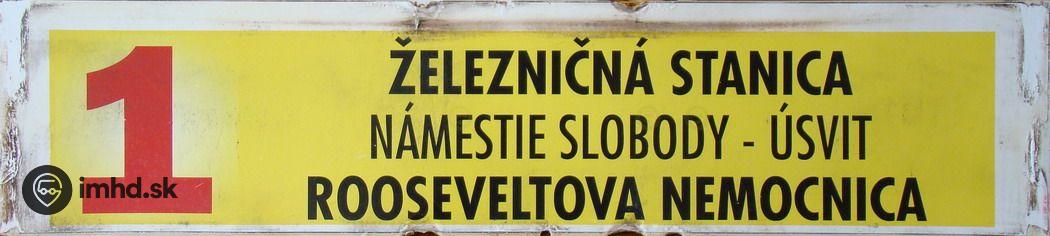 1
ŽELEZNIČNÁ STANICA
NÁMESTIE SLOBODY - ÚSVIT
ROOSEVELTOVA NEMOCNICA
imhd.sk